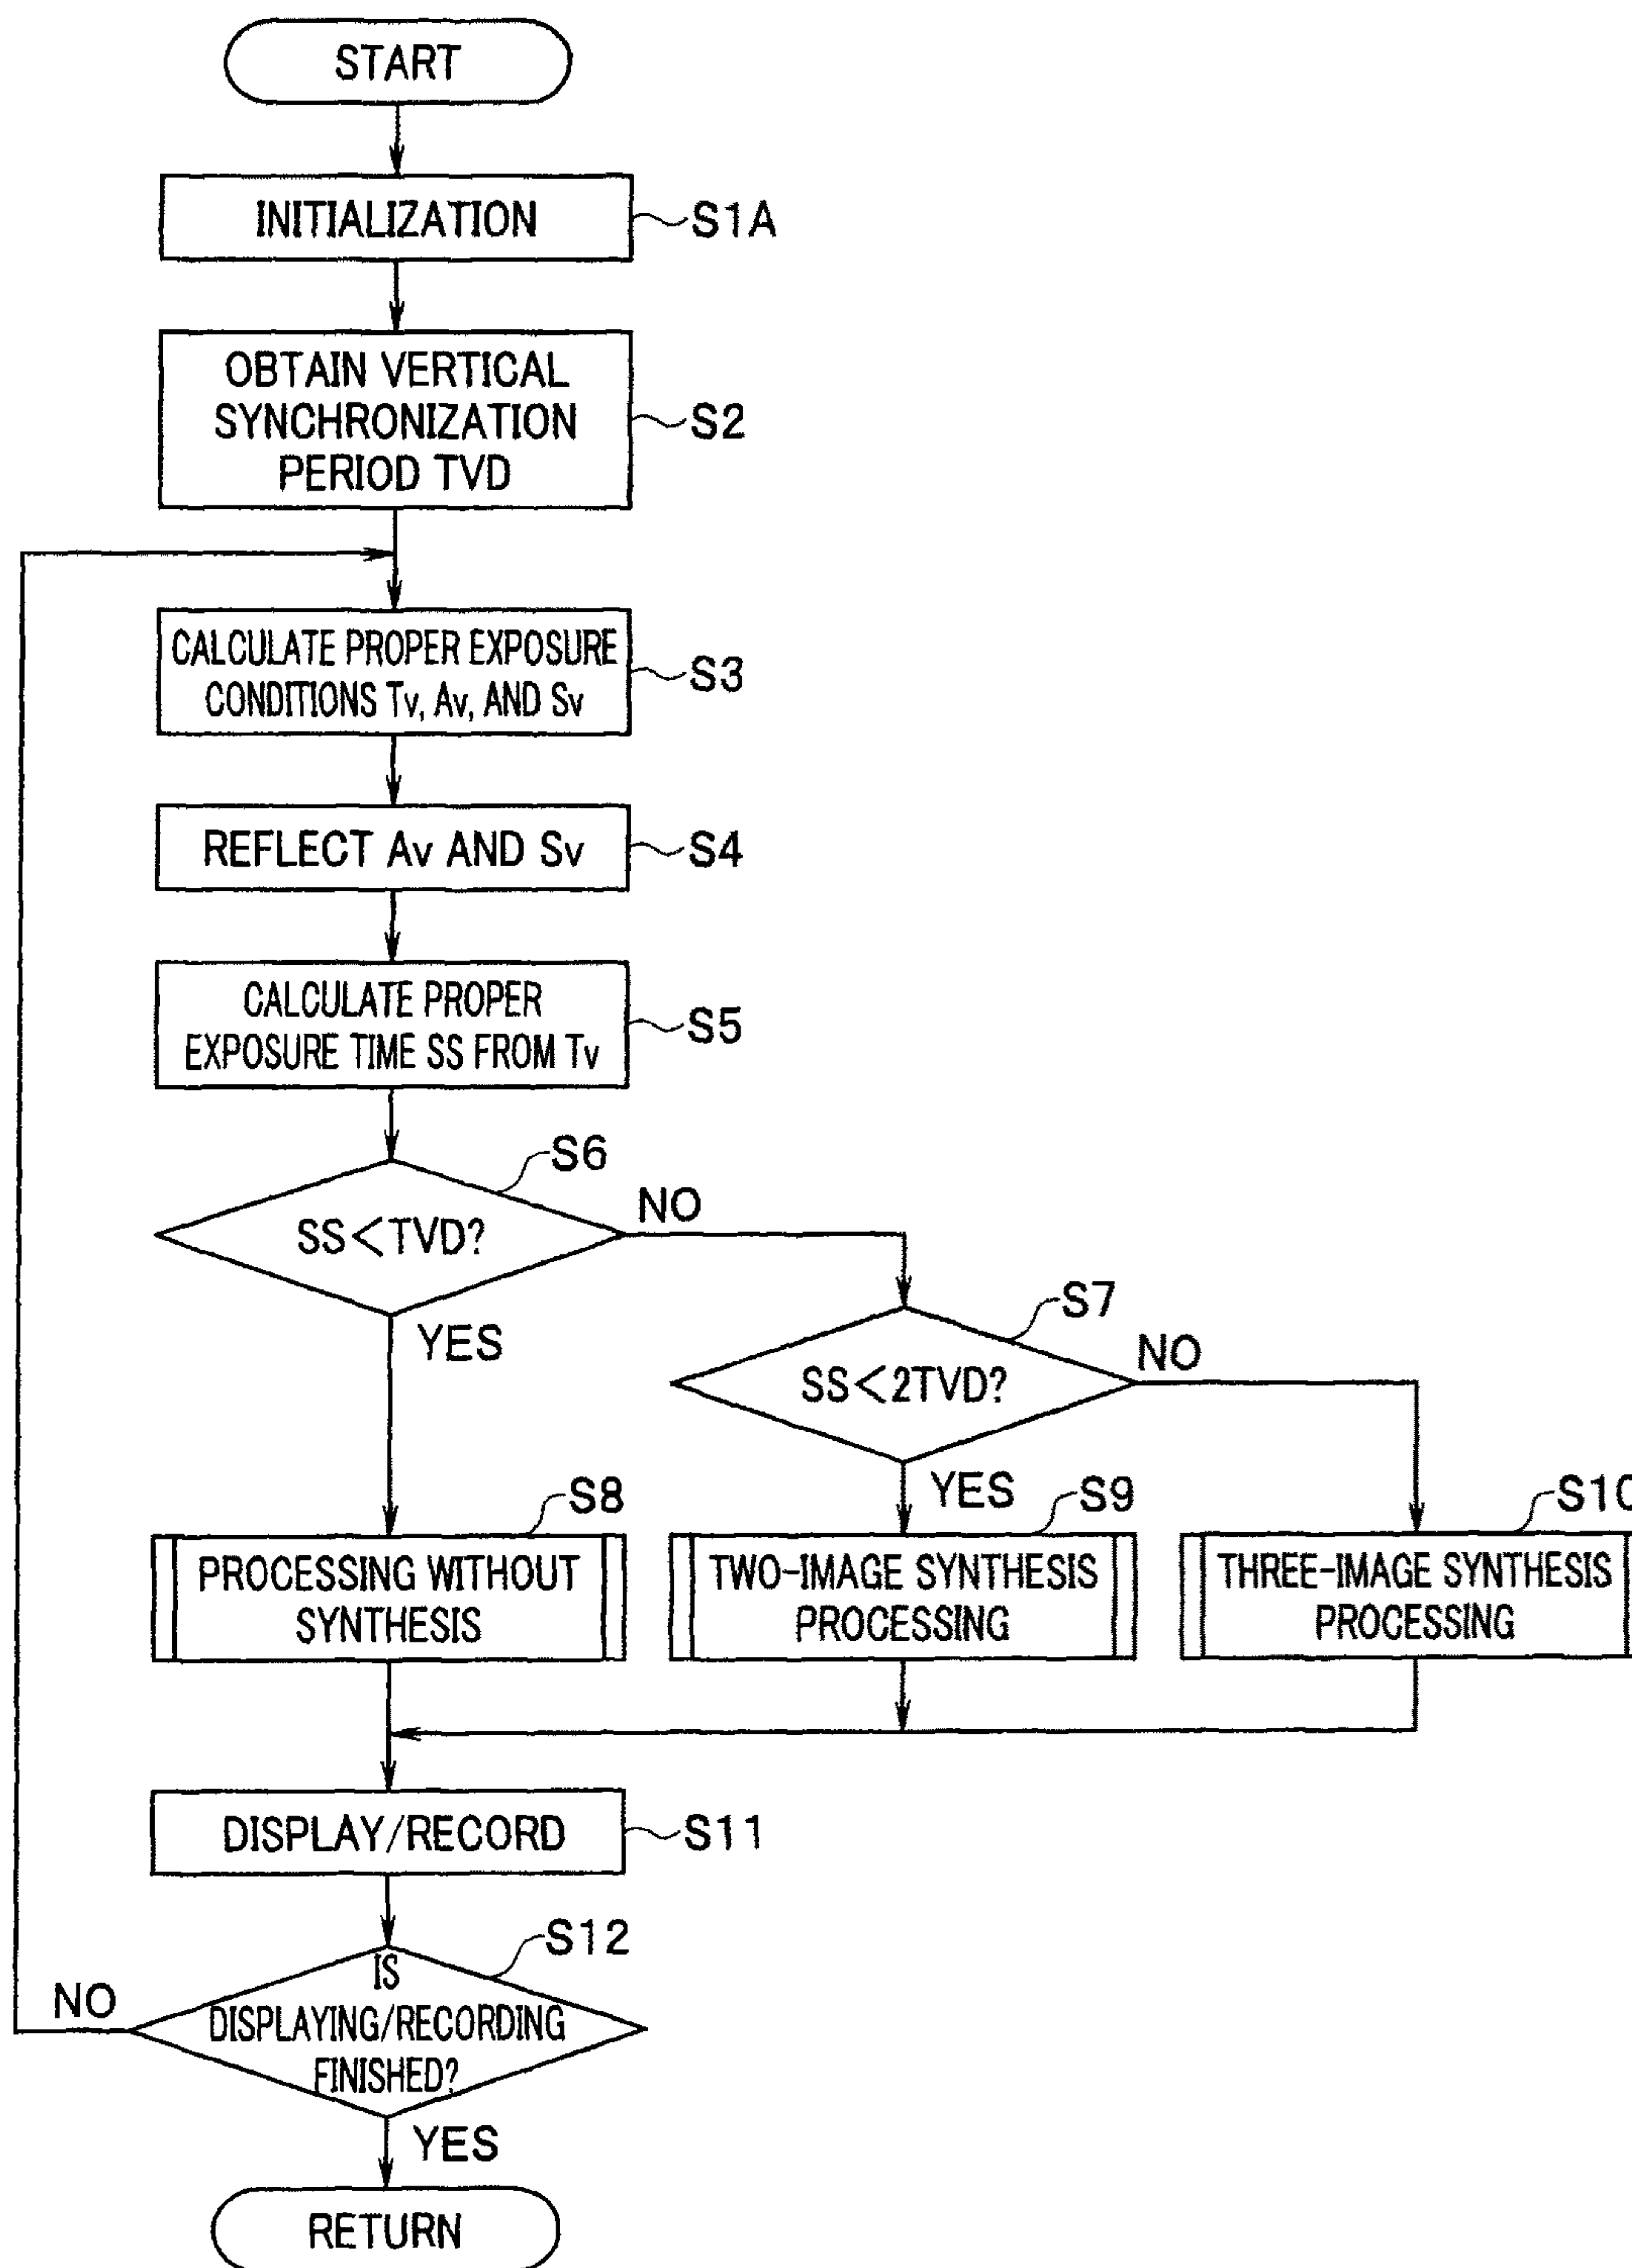 START
INITIALIZATION
S1A
OBTAIN VERTICAL
SYNCHRONIZATION
PERIOD TVD
S2
CALCULATE PROPER EXPOSURE
CONDITIONS Tv, Av, AND Sv
S3
REFLECT Av AND Sv
S4
CALCULATE PROPER
EXPOSURE TIME SS FROM Tv
S5
S6
SS<TVD?
NO
YES
S7
SS<2TVD?
NO
YES
S8
PROCESSING WITHOUT
SYNTHESIS
S9
TWO-IMAGE SYNTHESIS
PROCESSING
S10
THREE-IMAGE SYNTHESIS
PROCESSING
DISPLAY/RECORD
S11
S12
IS
DISPLAYING/RECORDING
FINISHED?
NO
YES
RETURN